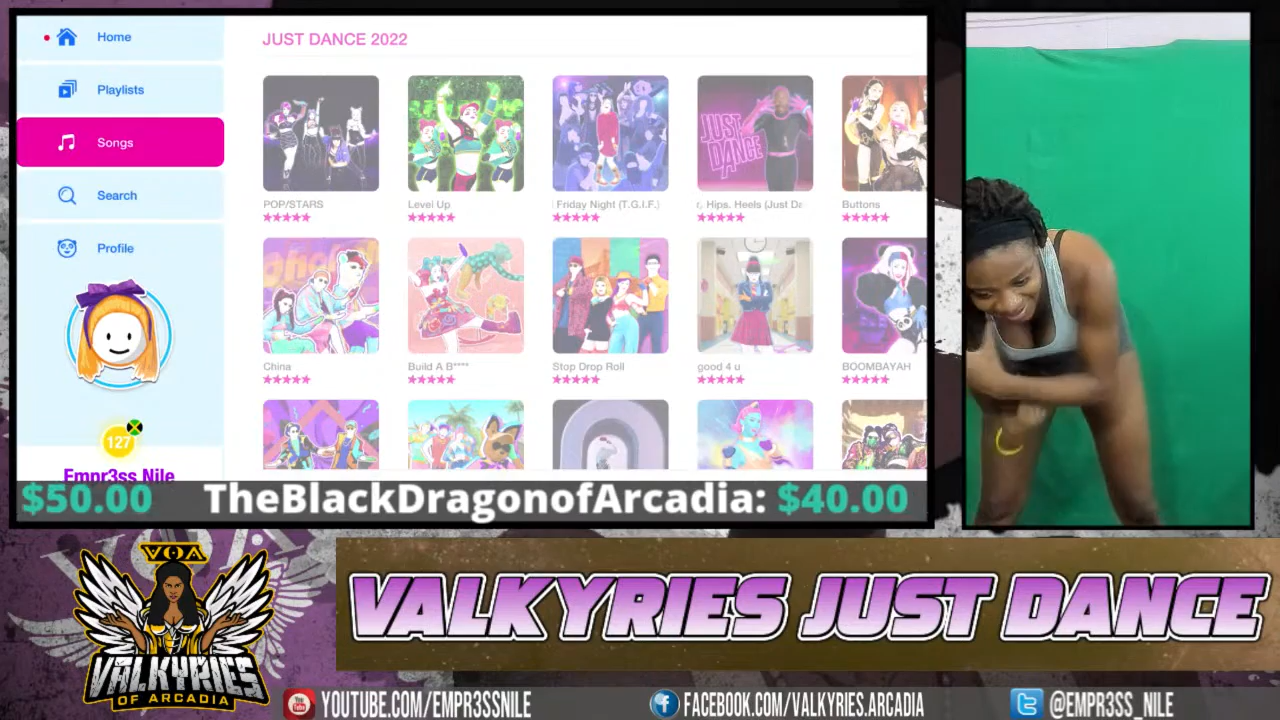 Home
Playlists
Songs
Search
Profile
127
Empr3ss Nile
JUST DANCE 2022
POP/STARS
Level Up
Friday Night (T.G.I.F.)
JUST DANCE
r, Hips. Heels (Just Da
Buttons
China
Build A B****
Stop Drop Roll
good 4 u
BOOMBAYAH
$50.00 TheBlackDragonofArcadia: $40.00
VOA
VALKYRIES
OF ARCADIA
VALKYRIES JUST DANCE
YOUTUBE.COM/EMPR3SSNILE
FACEBOOK.COM/VALKYRIES.ARCADIA
@EMPR3SS_NILE